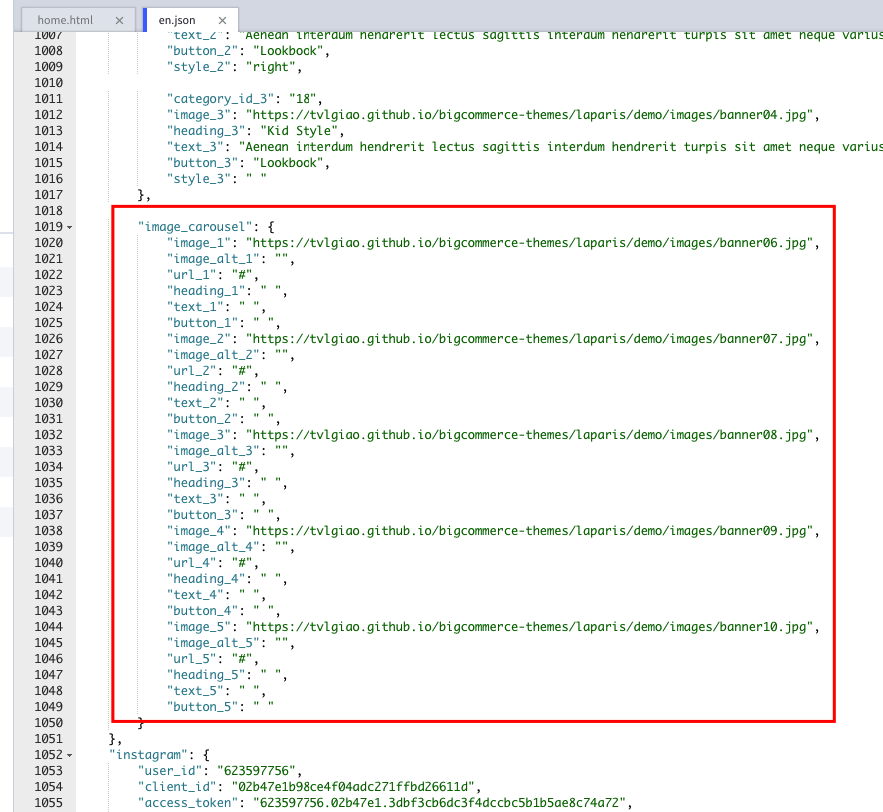 home.html ✕ en.json ✕
1007 "text_2": "Aenean interdum hendrerit lectus sagittis interdum hendrerit turpis sit amet neque varius
1008 "button_2": "Lookbook",
1009 "style_2": "right",
1010
1011 "category_id_3": "18",
1012 "image_3": "https://tvlgiao.github.io/bigcommerce-themes/laparis/demo/images/banner04.jpg",
1013 "heading_3": "Kid Style",
1014 "text_3": "Aenean interdum hendrerit lectus sagittis interdum hendrerit turpis sit amet neque varius
1015 "button_3": "Lookbook",
1016 "style_3": " "
1017 },
1018
1019 "image_carousel": {
1020 "image_1": "https://tvlgiao.github.io/bigcommerce-themes/laparis/demo/images/banner06.jpg",
1021 "image_alt_1": "",
1022 "url_1": "#",
1023 "heading_1": " ",
1024 "text_1": " ",
1025 "button_1": " ",
1026 "image_2": "https://tvlgiao.github.io/bigcommerce-themes/laparis/demo/images/banner07.jpg",
1027 "image_alt_2": "",
1028 "url_2": "#",
1029 "heading_2": " ",
1030 "text_2": " ",
1031 "button_2": " ",
1032 "image_3": "https://tvlgiao.github.io/bigcommerce-themes/laparis/demo/images/banner08.jpg",
1033 "image_alt_3": "",
1034 "url_3": "#",
1035 "heading_3": " ",
1036 "text_3": " ",
1037 "button_3": " ",
1038 "image_4": "https://tvlgiao.github.io/bigcommerce-themes/laparis/demo/images/banner09.jpg",
1039 "image_alt_4": "",
1040 "url_4": "#",
1041 "heading_4": " ",
1042 "text_4": " ",
1043 "button_4": " ",
1044 "image_5": "https://tvlgiao.github.io/bigcommerce-themes/laparis/demo/images/banner10.jpg",
1045 "image_alt_5": "",
1046 "url_5": "#",
1047 "heading_5": " ",
1048 "text_5": " ",
1049 "button_5": " "
1050 }
1051 },
1052 "instagram": {
1053 "user_id": "623597756",
1054 "client_id": "02b47e1b98ce4f04adc271ffbd26611d",
1055 "access_token": "623597756.02b47e1.3dbf3cb6dc3f4dccbc5b1b5ae8c74a72",